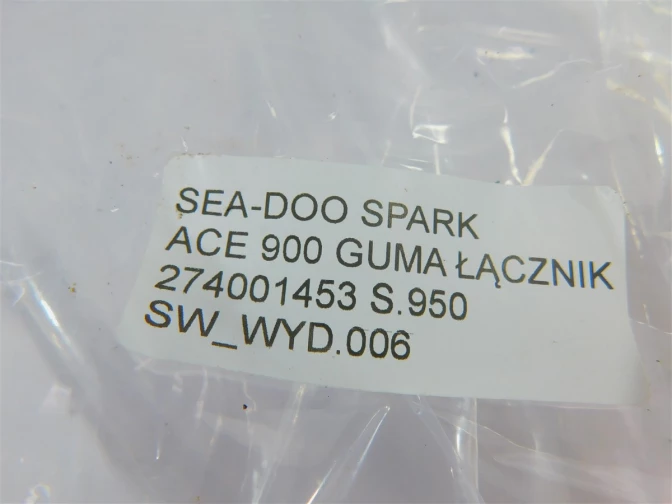 SEA-DOO SPARK
ACE 900 GUMA ŁĄCZNIK
274001453 S.950
SW_WYD.006